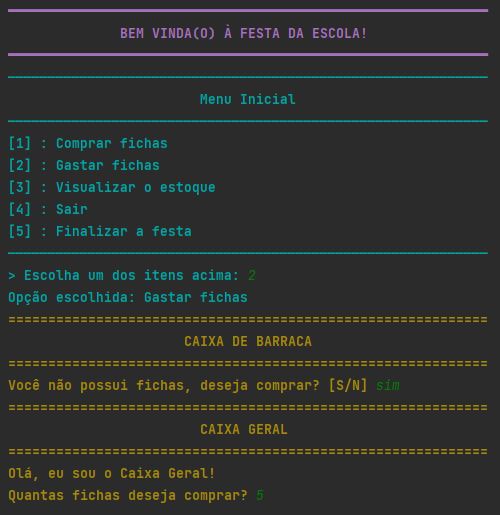 BEM VINDA(O) À FESTA DA ESCOLA!
Menu Inicial
[1] : Comprar fichas
[2] : Gastar fichas
[3] : Visualizar o estoque
[4] : Sair
[5] : Finalizar a festa
> Escolha um dos itens acima: 2
Opção escolhida: Gastar fichas
============================================================
CAIXA DE BARRACA
============================================================
Você não possui fichas, deseja comprar? [S/N] sim
============================================================
CAIXA GERAL
============================================================
Olá, eu sou o Caixa Geral!
Quantas fichas deseja comprar? 5